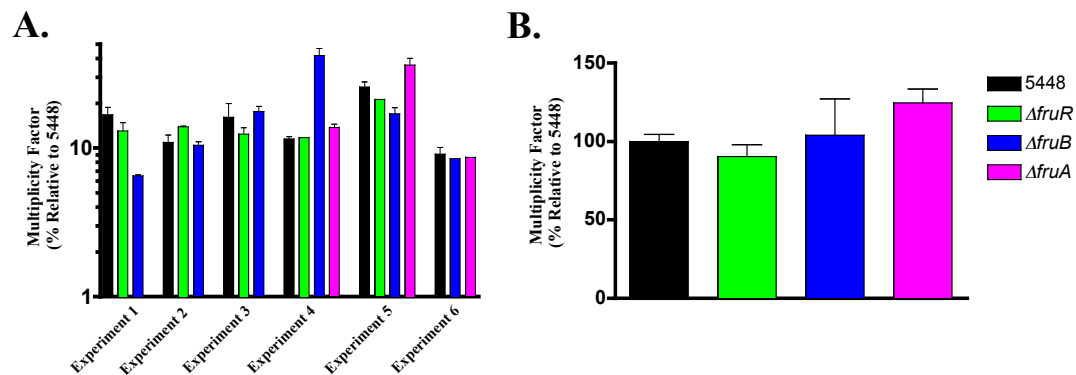 A.
Multiplicity Factor
(% Relative to 5448)
10
1
Experiment 1
Experiment 2
Experiment 3
Experiment 4
Experiment 5
Experiment 6
B.
Multiplicity Factor
(% Relative to 5448)
150
100
50
0
5448
ΔfruR
ΔfruB
ΔfruA